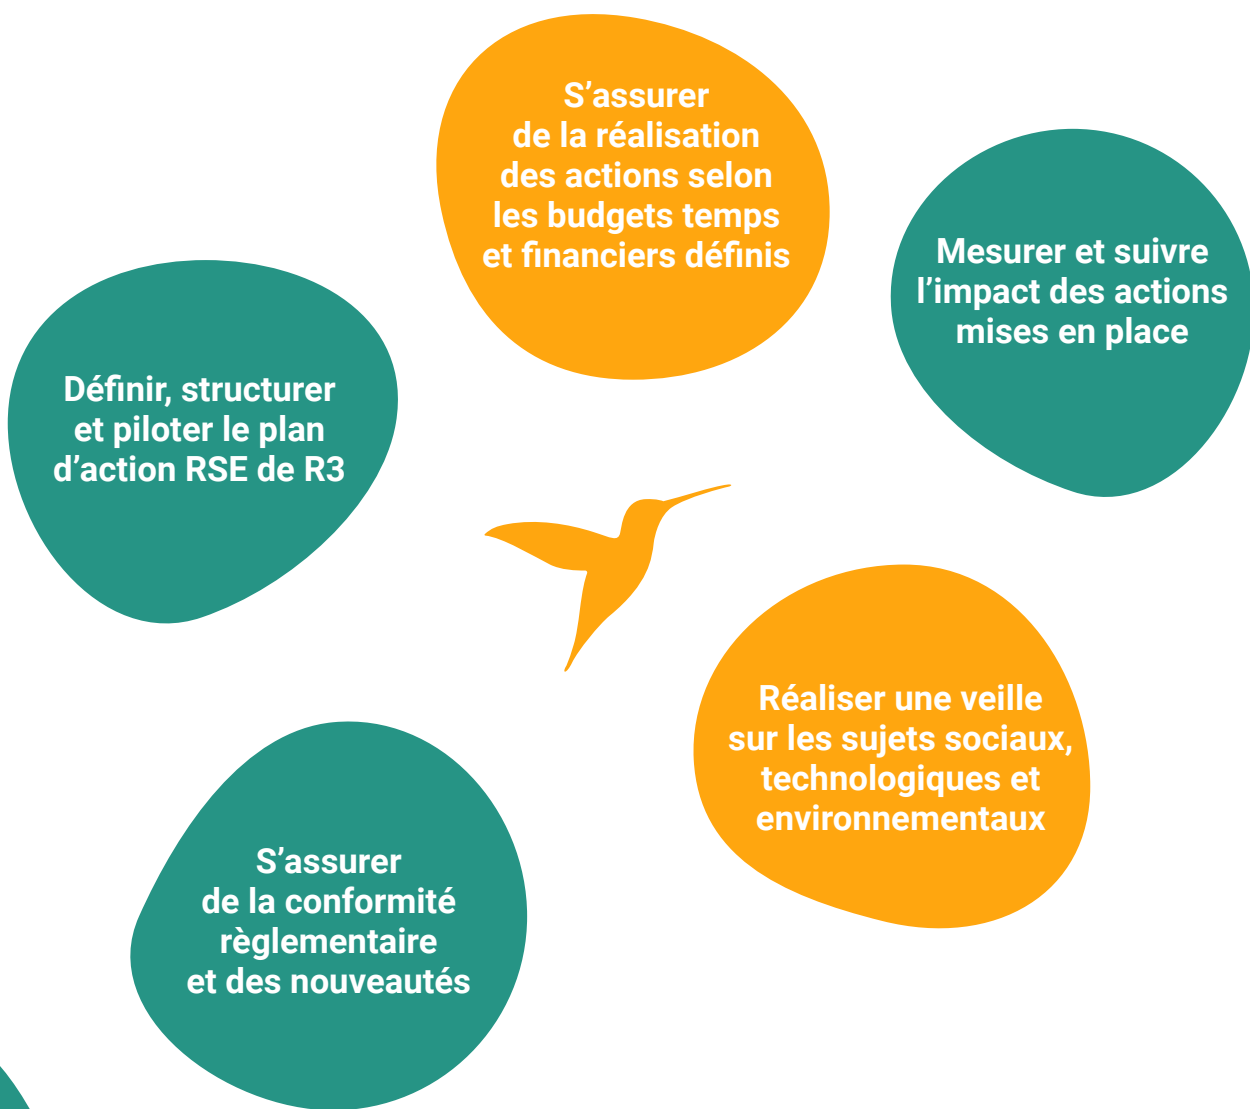 S’assurer
de la réalisation
des actions selon
les budgets temps
et financiers définis
Mesurer et suivre
l’impact des actions
mises en place
Définir, structurer
et piloter le plan
d’action RSE de R3
Réaliser une veille
sur les sujets sociaux,
technologiques et
environnementaux
S’assurer
de la conformité
règlementaire
et des nouveautés